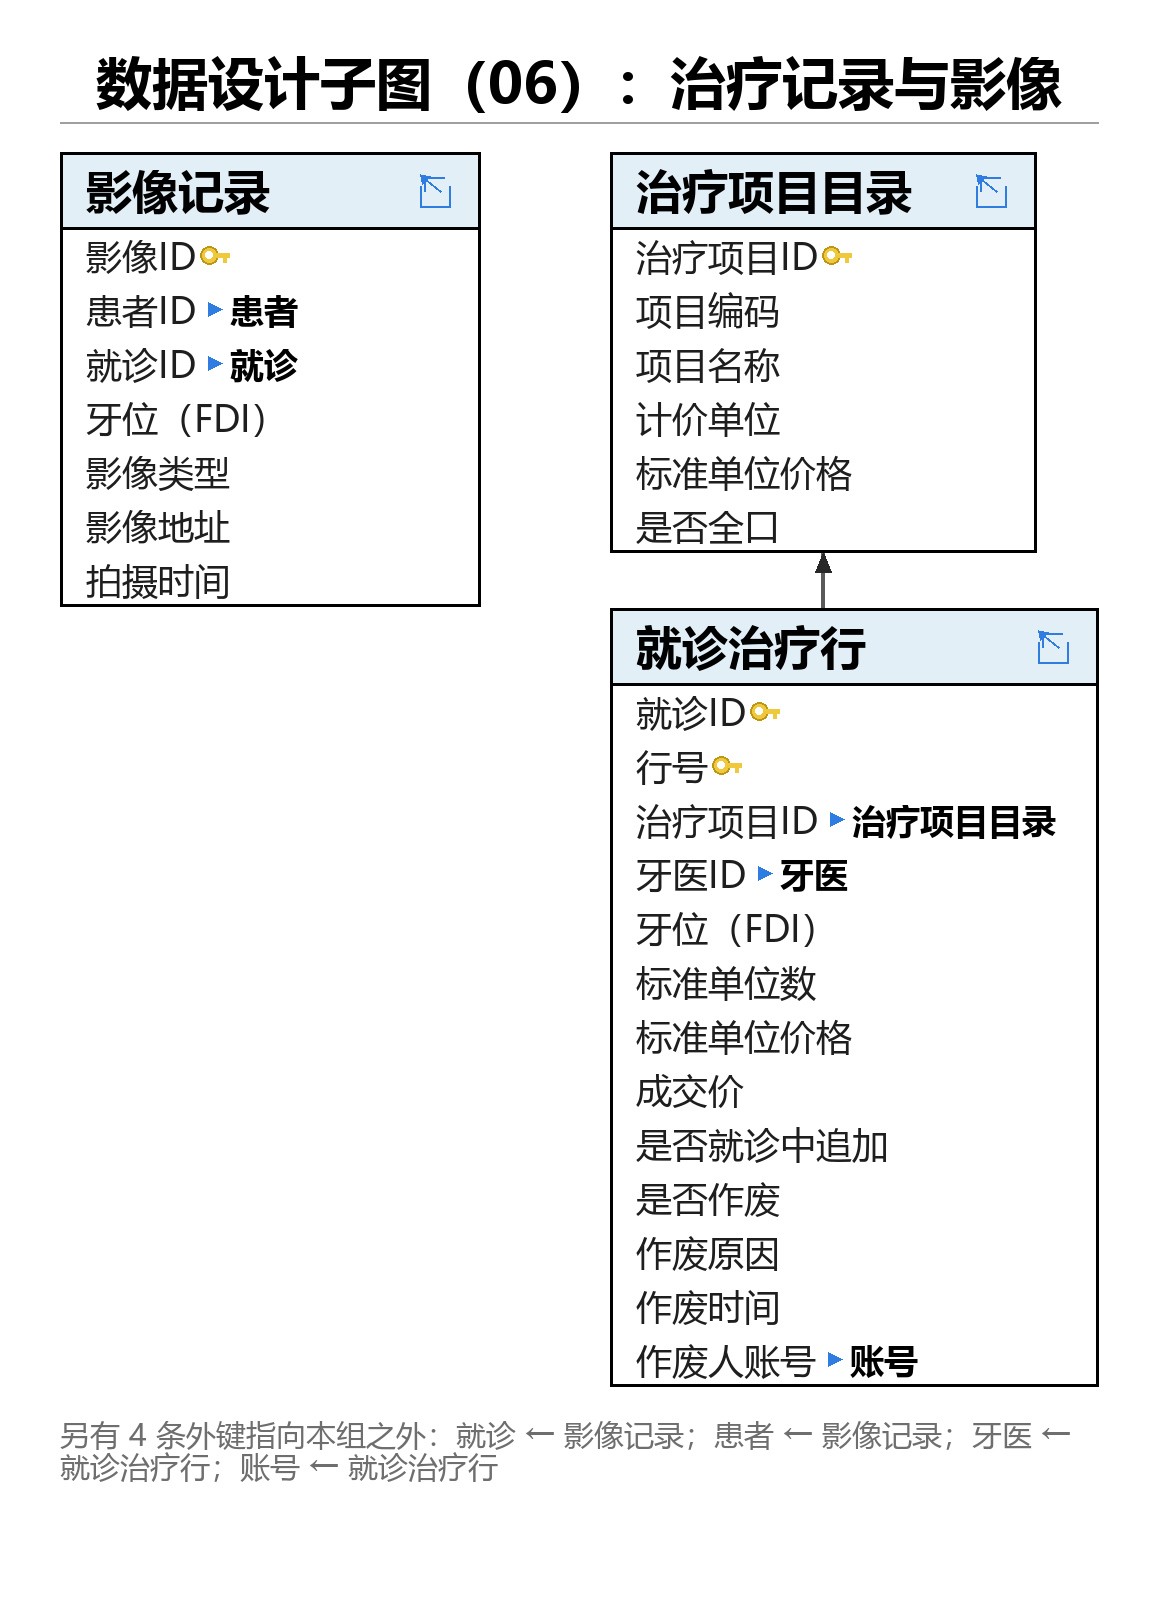 数据设计子图（06）：治疗记录与影像
影像记录
影像ID
患者ID 患者
就诊ID 就诊
牙位（FDI）
影像类型
影像地址
拍摄时间
治疗项目目录
治疗项目ID
项目编码
项目名称
计价单位
标准单位价格
是否全口
就诊治疗行
就诊ID
行号
治疗项目ID 治疗项目目录
牙医ID 牙医
牙位（FDI）
标准单位数
标准单位价格
成交价
是否就诊中追加
是否作废
作废原因
作废时间
作废人账号 账号
另有 4 条外键指向本组之外：就诊 ← 影像记录；患者 ← 影像记录；牙医 ←
就诊治疗行；账号 ← 就诊治疗行